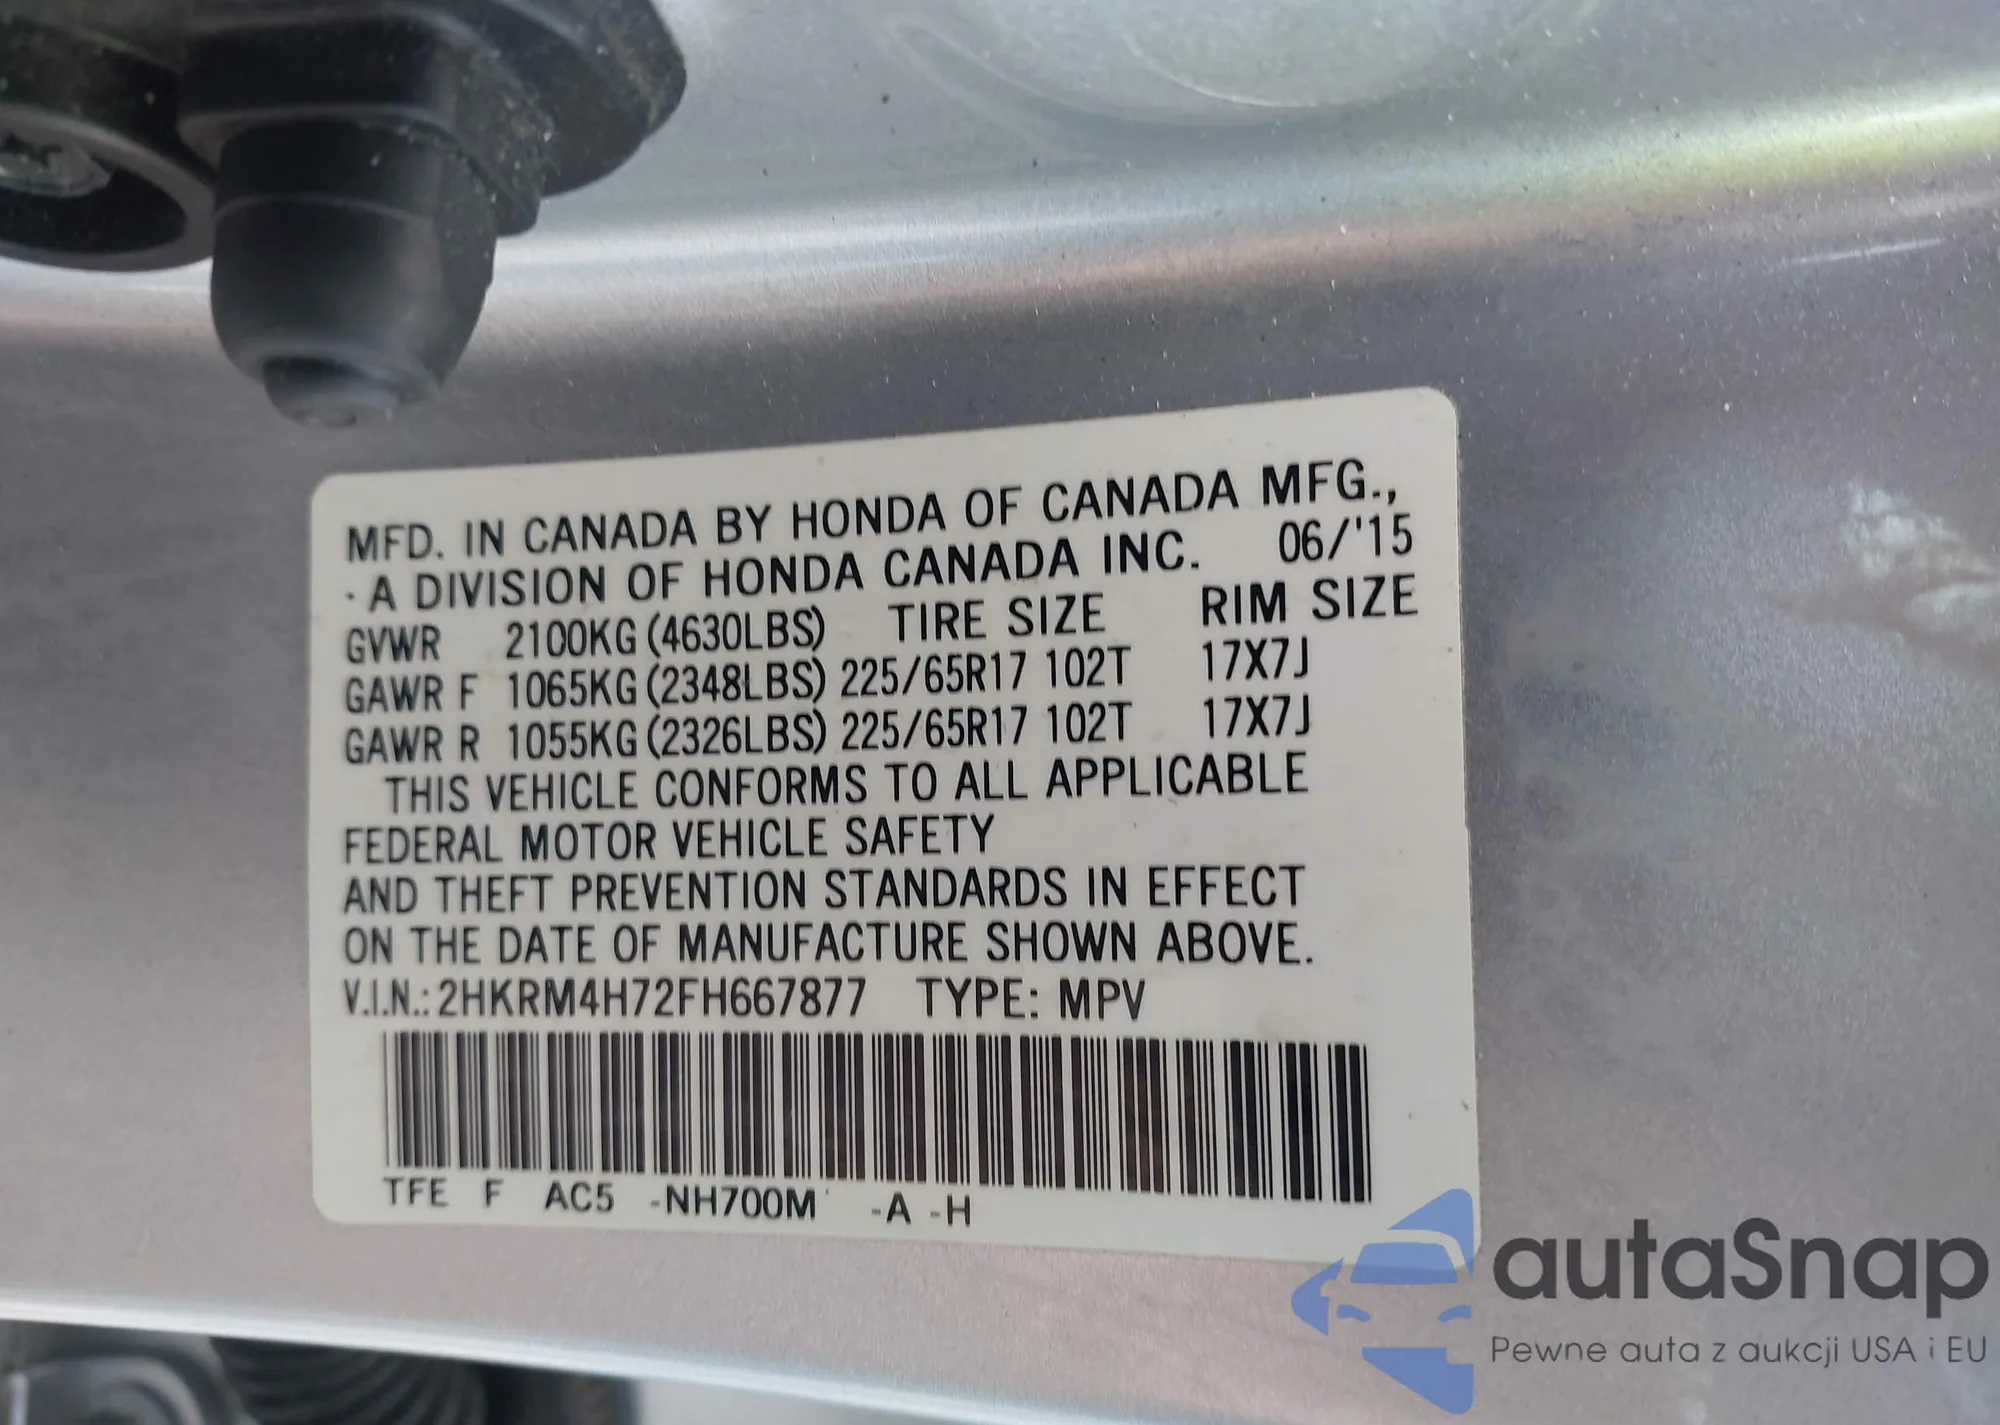 MFD. IN CANADA BY HONDA OF CANADA MFG.,
· A DIVISION OF HONDA CANADA INC. 06/'15
GVWR 2100KG (4630LBS) TIRE SIZE RIM SIZE
GAWR F 1065KG (2348LBS) 225/65R17 102T 17X7J
GAWR R 1055KG (2326LBS) 225/65R17 102T 17X7J
THIS VEHICLE CONFORMS TO ALL APPLICABLE
FEDERAL MOTOR VEHICLE SAFETY
AND THEFT PREVENTION STANDARDS IN EFFECT
ON THE DATE OF MANUFACTURE SHOWN ABOVE.
V.I.N.: 2HKRM4H72FH667877 TYPE: MPV
TFE F AC5 -NH700M -A -H
autaSnap
Pewne auta z aukcji USA i EU